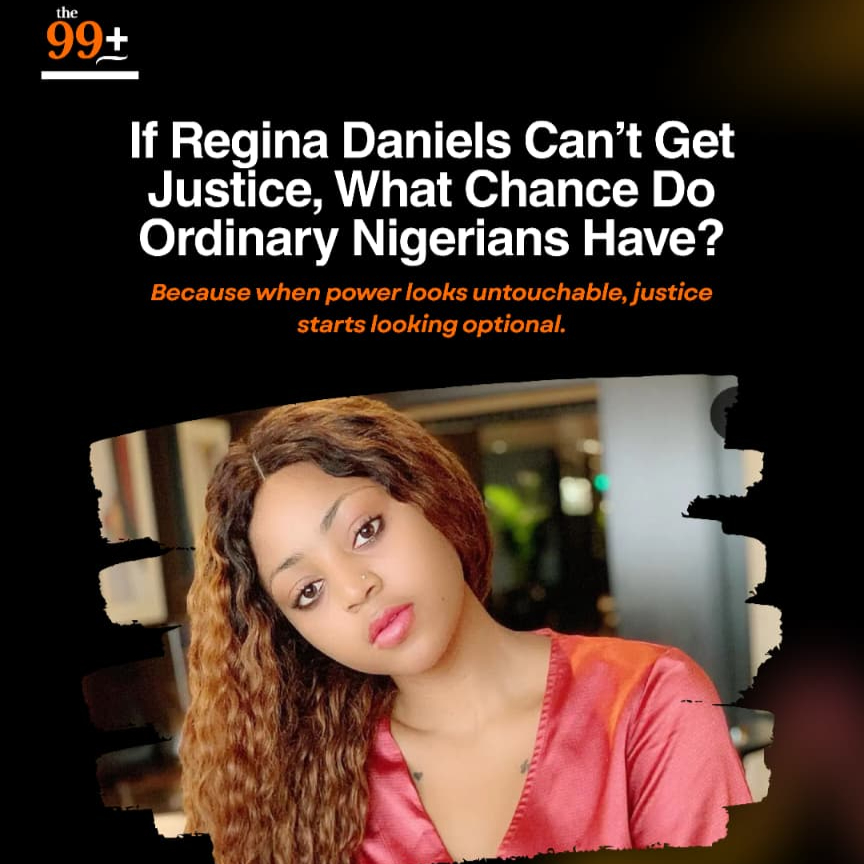 the
99+
If Regina Daniels Can’t Get
Justice, What Chance Do
Ordinary Nigerians Have?
Because when power looks untouchable, justice
starts looking optional.